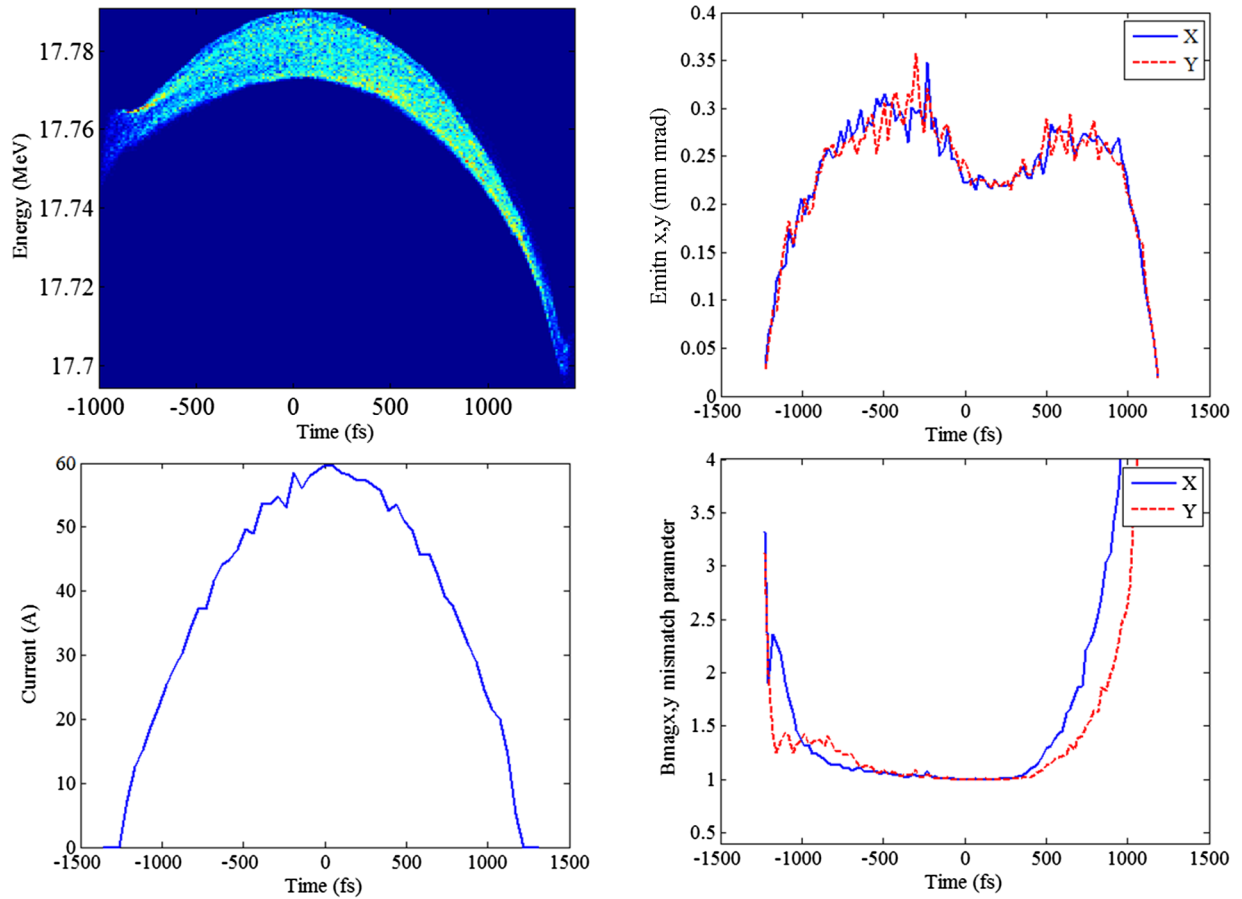 17.78
17.76
17.74
17.72
17.7
Energy (MeV)
-1000 -500 0 500 1000
Time (fs)
0.4
0.35
0.3
0.25
0.2
0.15
0.1
0.05
0
Emitn x,y (mm mrad)
X
Y
-1500 -1000 -500 0 500 1000 1500
Time (fs)
60
50
40
30
20
10
0
Current (A)
-1500 -1000 -500 0 500 1000 1500
Time (fs)
4
3.5
3
2.5
2
1.5
1
0.5
Bmagx,y mismatch parameter
X
Y
-1500 -1000 -500 0 500 1000 1500
Time (fs)